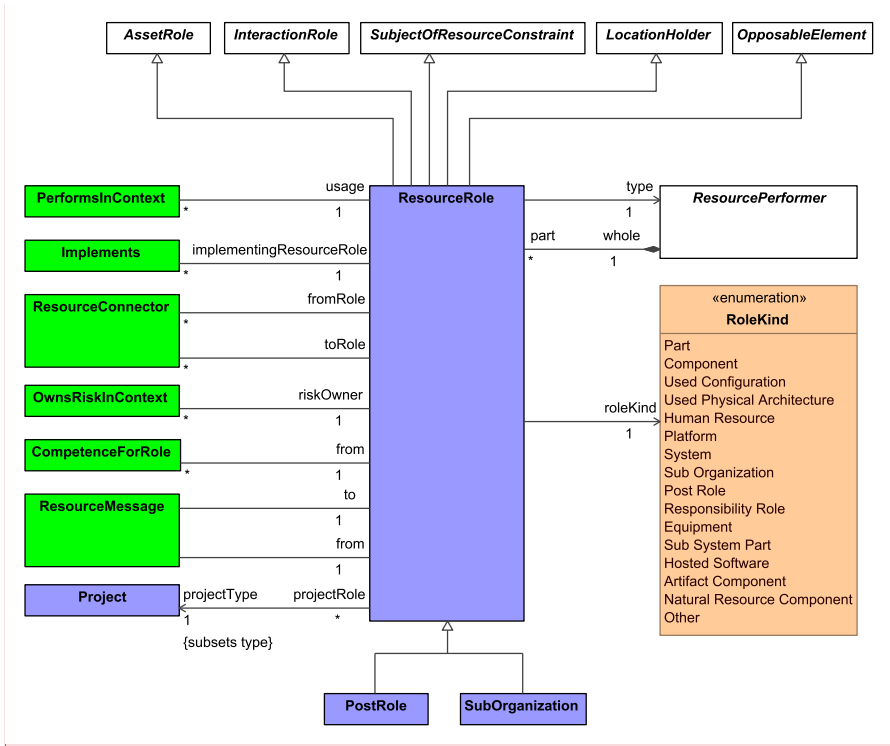 AssetRole
InteractionRole
SubjectOfResourceConstraint
LocationHolder
OpposableElement
PerformsInContext
usage
*
1
ResourceRole
type
1
ResourcePerformer
part
whole
*
1
Implements
implementingResourceRole
*
1
ResourceConnector
fromRole
*
toRole
*
OwnsRiskInContext
riskOwner
*
1
CompetenceForRole
from
*
1
ResourceMessage
to
1
from
1
Project
projectType
projectRole
1
*
{subsets type}
roleKind
1
«enumeration»
RoleKind
Part
Component
Used Configuration
Used Physical Architecture
Human Resource
Platform
System
Sub Organization
Post Role
Responsibility Role
Equipment
Sub System Part
Hosted Software
Artifact Component
Natural Resource Component
Other
PostRole
SubOrganization